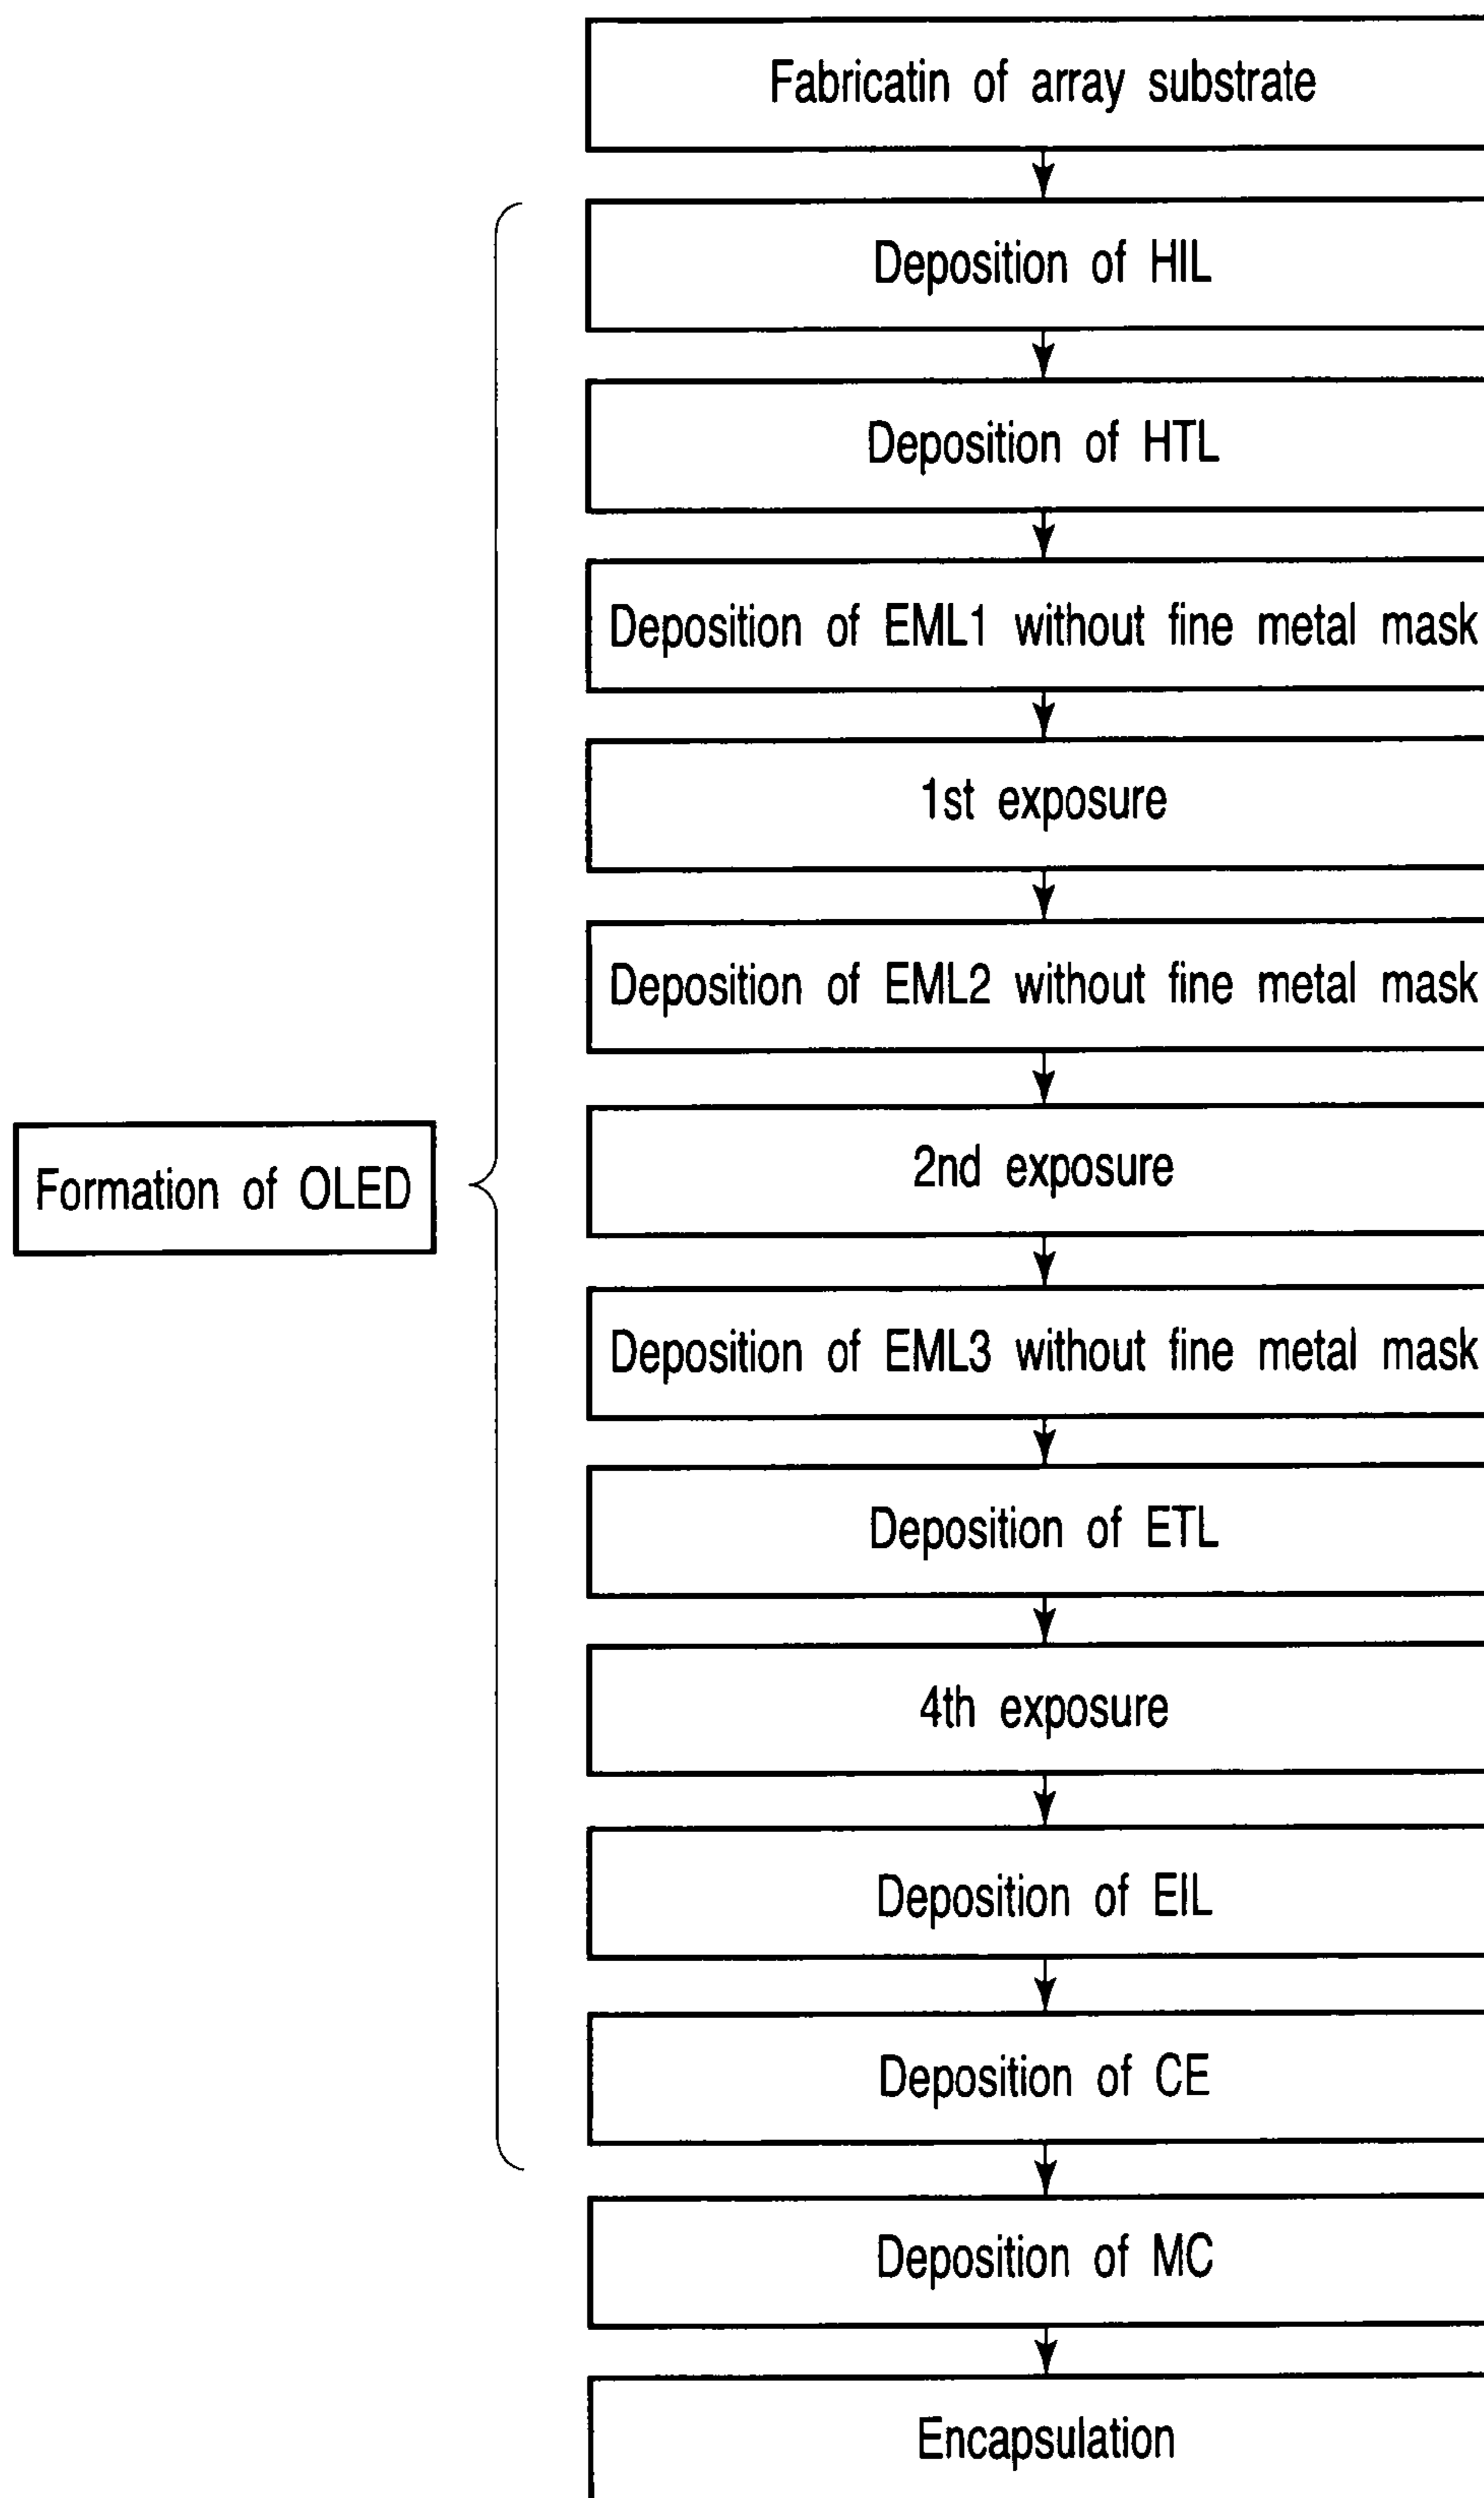 Fabricatin of array substrate
Deposition of HIL
Deposition of HTL
Deposition of EML1 without fine metal mask
1st exposure
Deposition of EML2 without fine metal mask
2nd exposure
Formation of OLED
Deposition of EML3 without fine metal mask
Deposition of ETL
4th exposure
Deposition of EIL
Deposition of CE
Deposition of MC
Encapsulation